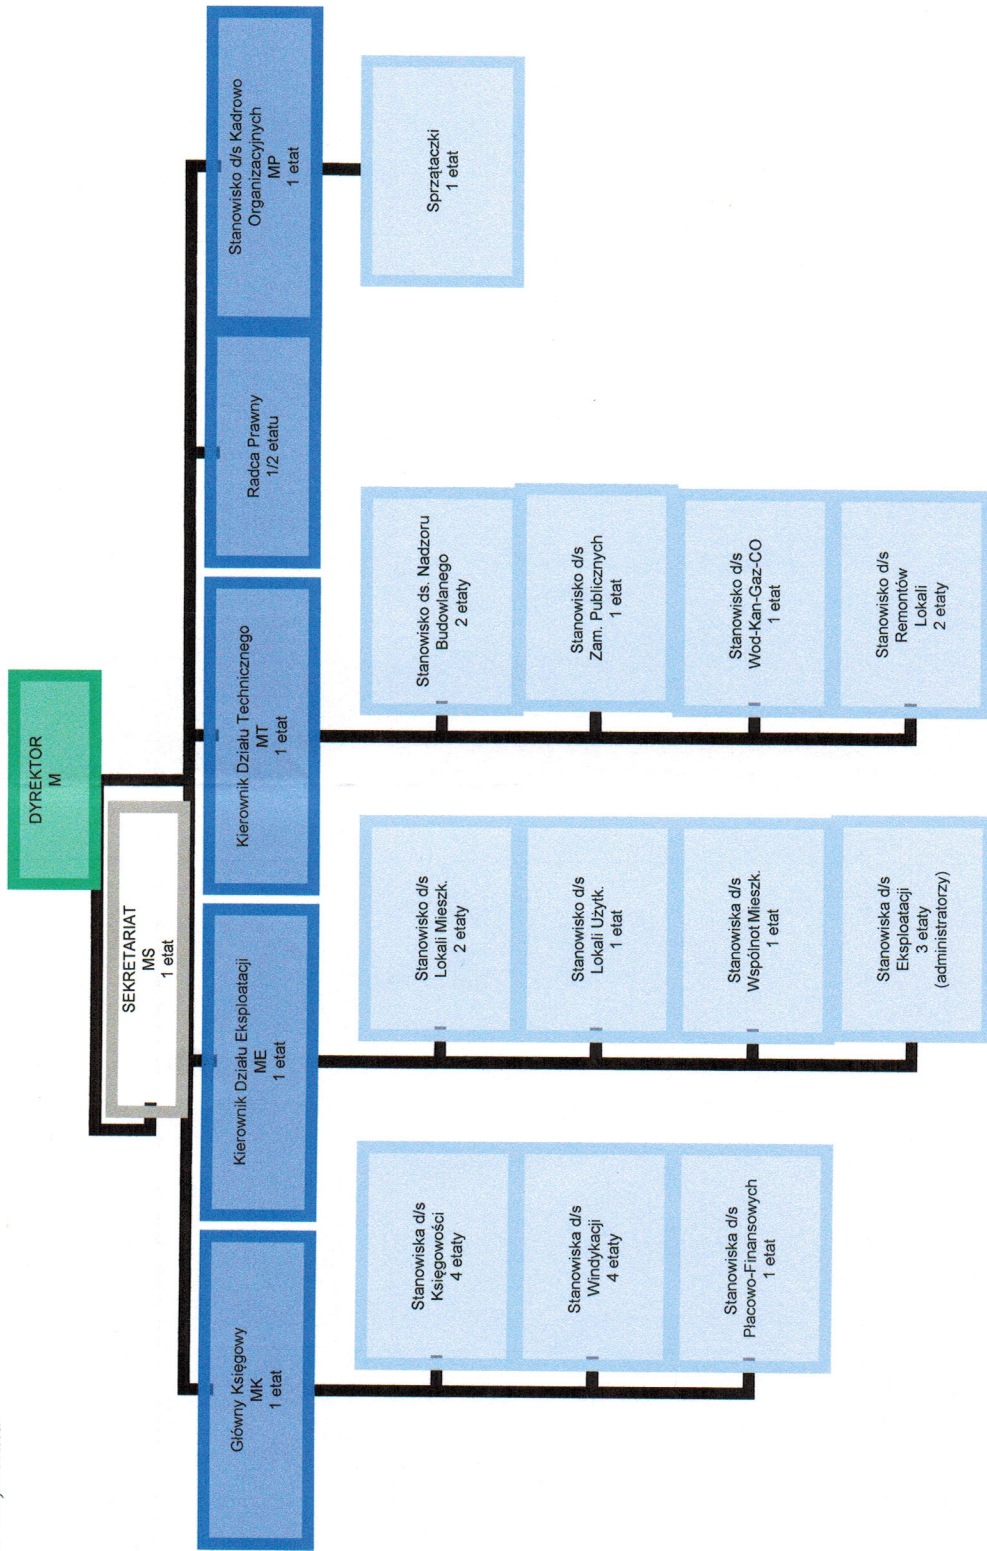 DYREKTOR
M
SEKRETARIAT
MS
1 etat
Główny Księgowy
MK
1 etat
Kierownik Działu Eksploatacji
ME
1 etat
Kierownik Działu Technicznego
MT
1 etat
Radca Prawny
1/2 etatu
Stanowisko d/s Kadrowo
Organizacyjnych
MP
1 etat
Stanowiska d/s
Księgowości
4 etaty
Stanowiska d/s
Windykacji
4 etaty
Stanowiska d/s
Płacowo-Finansowych
1 etat
Stanowisko d/s
Lokali Mieszk.
2 etaty
Stanowisko d/s
Lokali Użytk.
1 etat
Stanowiska d/s
Wspólnot Mieszk.
1 etat
Stanowiska d/s
Eksploatacji
3 etaty
(administratorzy)
Stanowisko ds. Nadzoru
Budowlanego
2 etaty
Stanowisko d/s
Zam. Publicznych
1 etat
Stanowisko d/s
Wod-Kan-Gaz-CO
1 etat
Stanowisko d/s
Remontów
Lokali
2 etaty
Sprzątaczki
1 etat